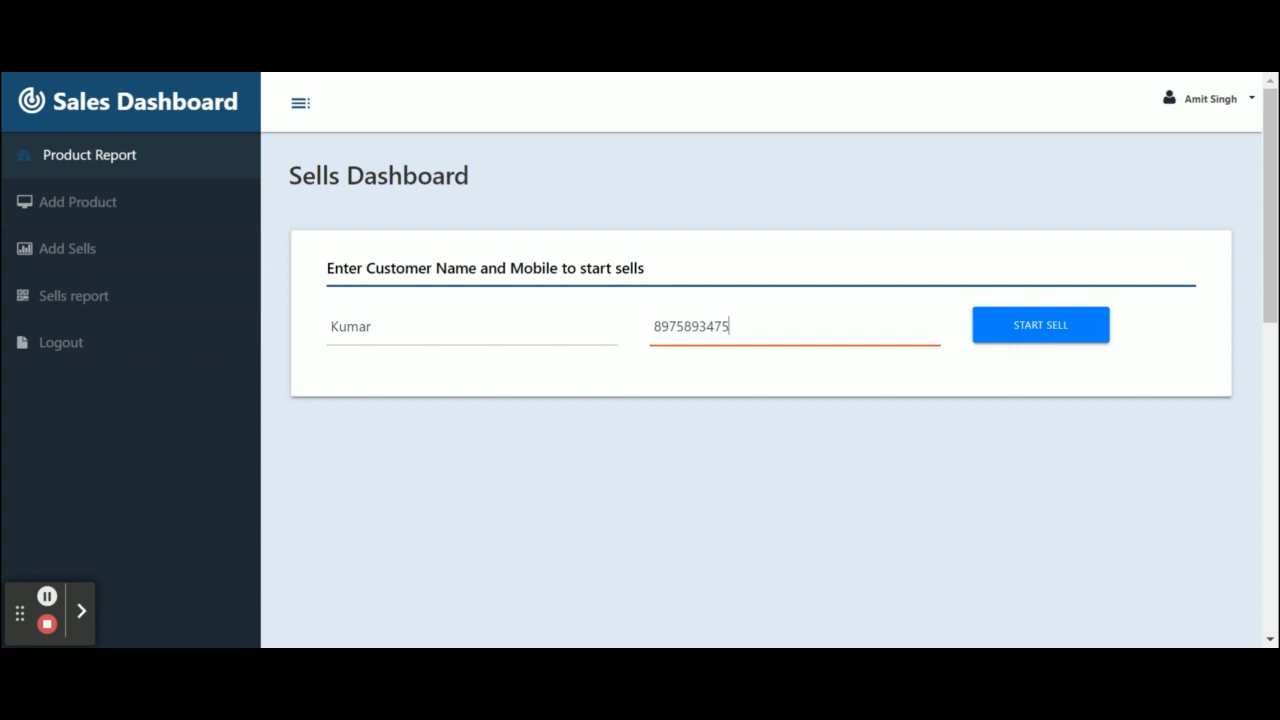 Sales Dashboard
Amit Singh
Product Report
Add Product
Add Sells
Sells report
Logout
Sells Dashboard
Enter Customer Name and Mobile to start sells
Kumar
8975893475
START SELL